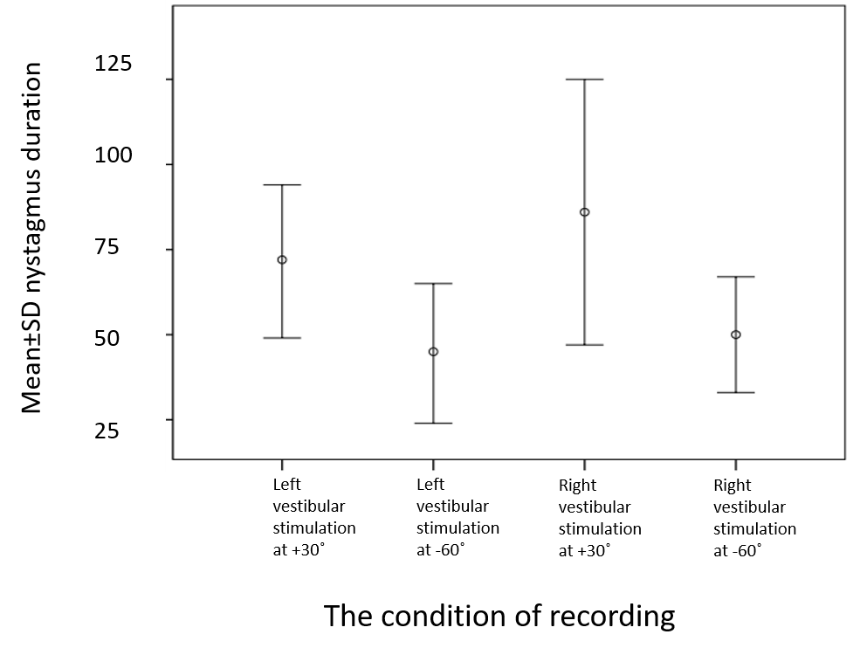 Mean±SD nystagmus duration
125
100
75
50
25
Left
vestibular
stimulation
at +30˚
Left
vestibular
stimulation
at -60˚
Right
vestibular
stimulation
at +30˚
Right
vestibular
stimulation
at -60˚
The condition of recording